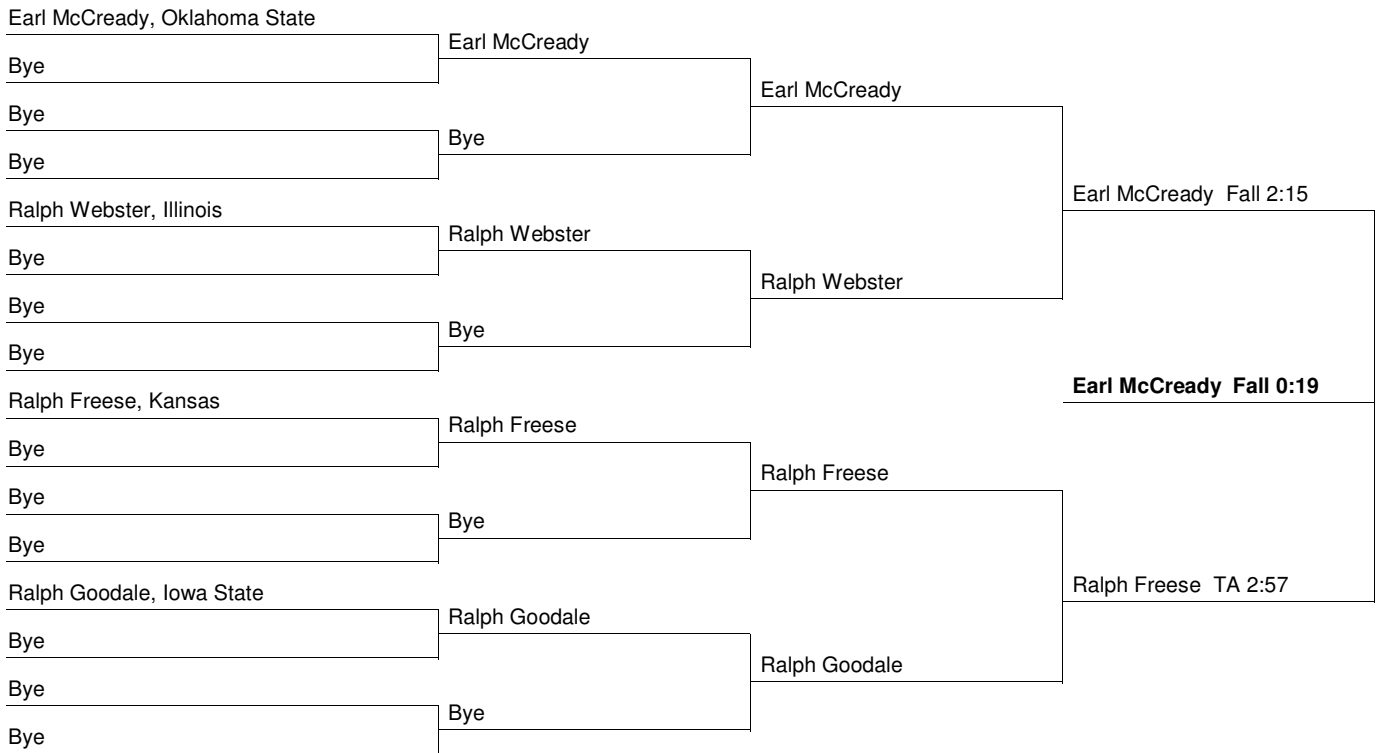 Earl McCready, Oklahoma State
Bye
Bye
Bye
Ralph Webster, Illinois
Bye
Bye
Bye
Ralph Freese, Kansas
Bye
Bye
Bye
Ralph Goodale, Iowa State
Bye
Bye
Bye
Earl McCready
Bye
Ralph Webster
Bye
Ralph Freese
Bye
Ralph Goodale
Bye
Earl McCready
Ralph Webster
Ralph Freese
Ralph Goodale
Earl McCready  Fall 2:15
Earl McCready  Fall 0:19
Ralph Freese  TA 2:57